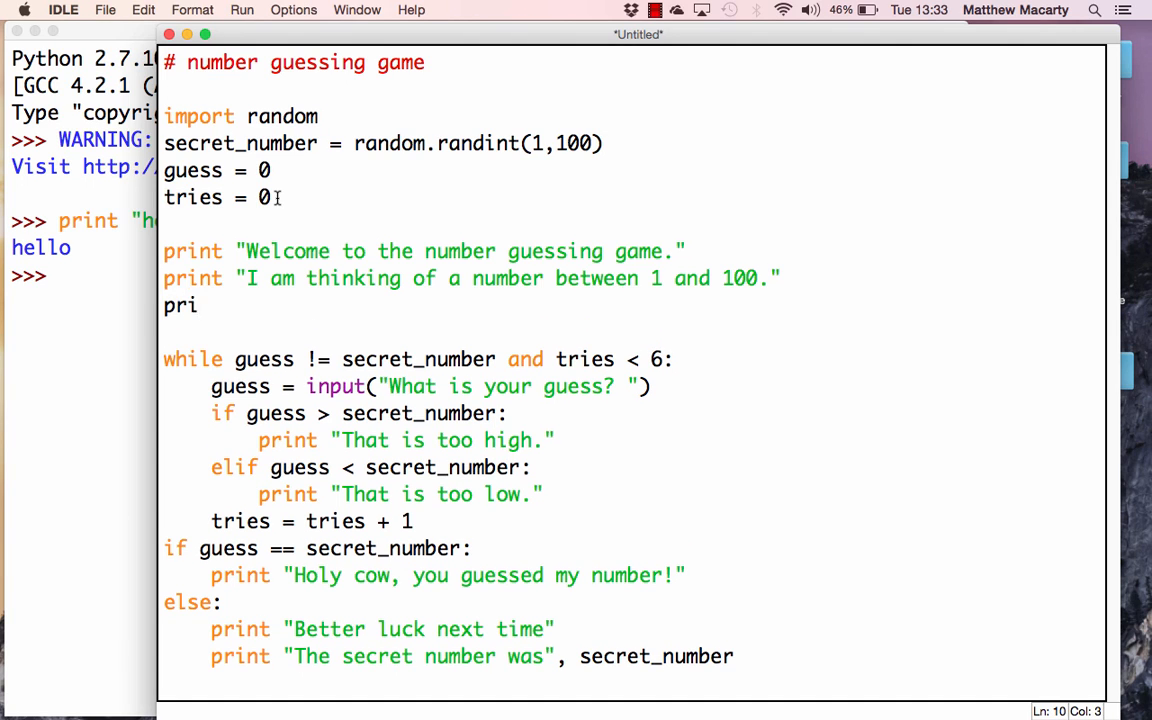 IDLE File Edit Format Run Options Window Help 46% Tue 13:33 Matthew Macarty
*Untitled*
Python 2.7.10
[GCC 4.2.1 (
Type "copyri
>>> WARNING:
Visit http:/
>>> print "h
hello
>>>
# number guessing game
import random
secret_number = random.randint(1,100)
guess = 0
tries = 0
print "Welcome to the number guessing game."
print "I am thinking of a number between 1 and 100."
pri
while guess != secret_number and tries < 6:
    guess = input("What is your guess? ")
    if guess > secret_number:
        print "That is too high."
    elif guess < secret_number:
        print "That is too low."
    tries = tries + 1
if guess == secret_number:
    print "Holy cow, you guessed my number!"
else:
    print "Better luck next time"
    print "The secret number was", secret_number
Ln: 10 Col: 3